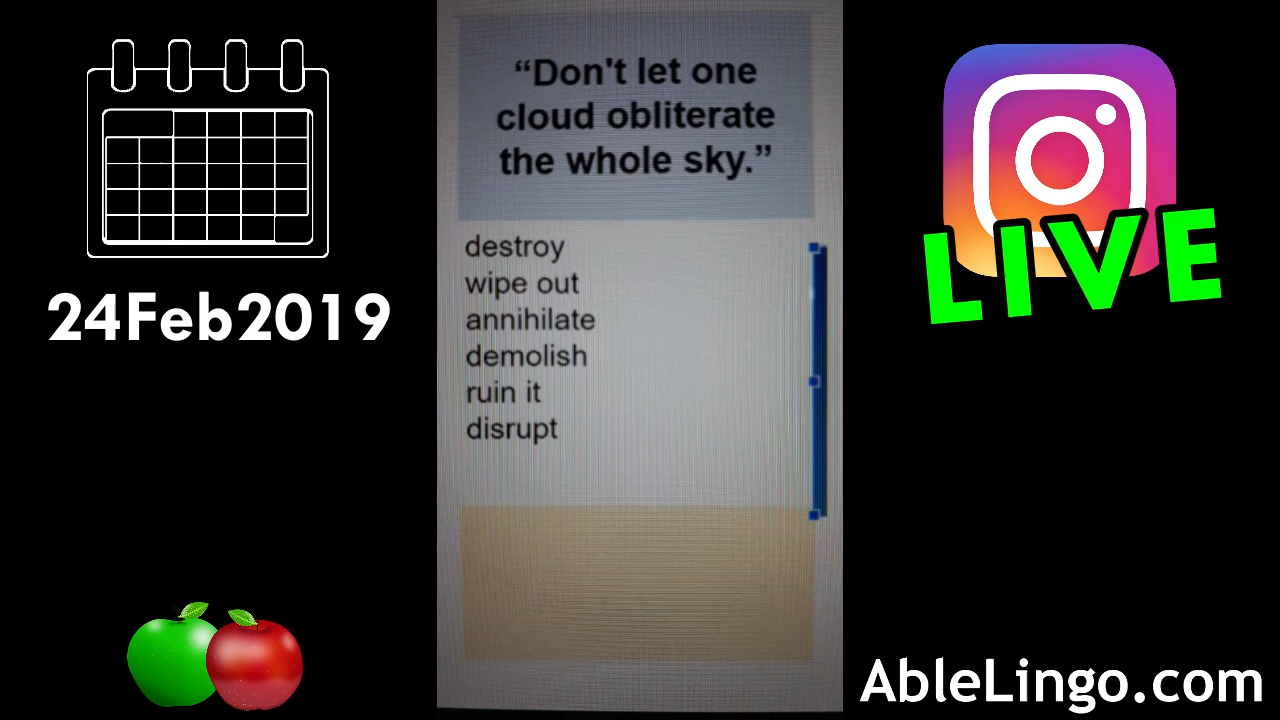 “Don't let one
cloud obliterate
the whole sky.”
destroy
wipe out
annihilate
demolish
ruin it
disrupt
24Feb2019
LIVE
AbleLingo.com